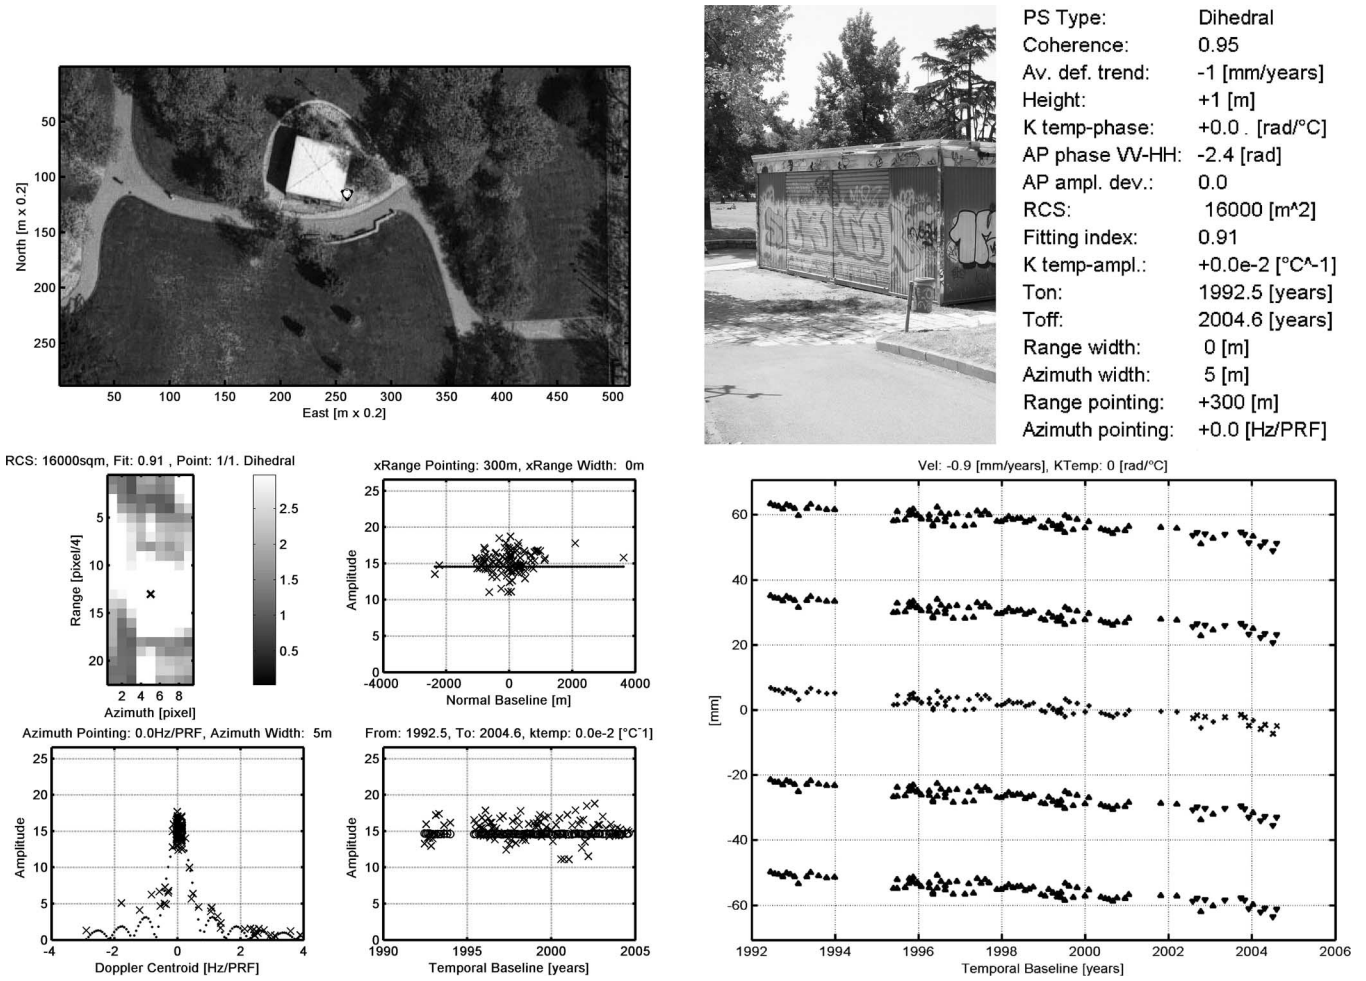 PS Type: Dihedral
Coherence: 0.95
Av. def. trend: -1 [mm/years]
Height: +1 [m]
K temp-phase: +0.0 . [rad/°C]
AP phase VV-HH: -2.4 [rad]
AP ampl. dev.: 0.0
RCS: 16000 [m^2]
Fitting index: 0.91
K temp-ampl.: +0.0e-2 [°C^-1]
Ton: 1992.5 [years]
Toff: 2004.6 [years]
Range width: 0 [m]
Azimuth width: 5 [m]
Range pointing: +300 [m]
Azimuth pointing: +0.0 [Hz/PRF]
North [m x 0.2]
50
100
150
200
250
50 100 150 200 250 300 350 400 450 500
East [m x 0.2]
RCS: 16000sqm, Fit: 0.91 , Point: 1/1. Dihedral
Range [pixel/4]
5
10
15
20
2 4 6 8
Azimuth [pixel]
2.5
2
1.5
1
0.5
xRange Pointing: 300m, xRange Width: 0m
Amplitude
25
20
15
10
5
0
-4000 -2000 0 2000 4000
Normal Baseline [m]
Vel: -0.9 [mm/years], KTemp: 0 [rad/°C]
[mm]
60
40
20
0
-20
-40
-60
1992 1994 1996 1998 2000 2002 2004 2006
Temporal Baseline [years]
Azimuth Pointing: 0.0Hz/PRF, Azimuth Width: 5m
Amplitude
25
20
15
10
5
0
-4 -2 0 2 4
Doppler Centroid [Hz/PRF]
From: 1992.5, To: 2004.6, ktemp: 0.0e-2 [°C-1]
Amplitude
25
20
15
10
5
0
1990 1995 2000 2005
Temporal Baseline [years]